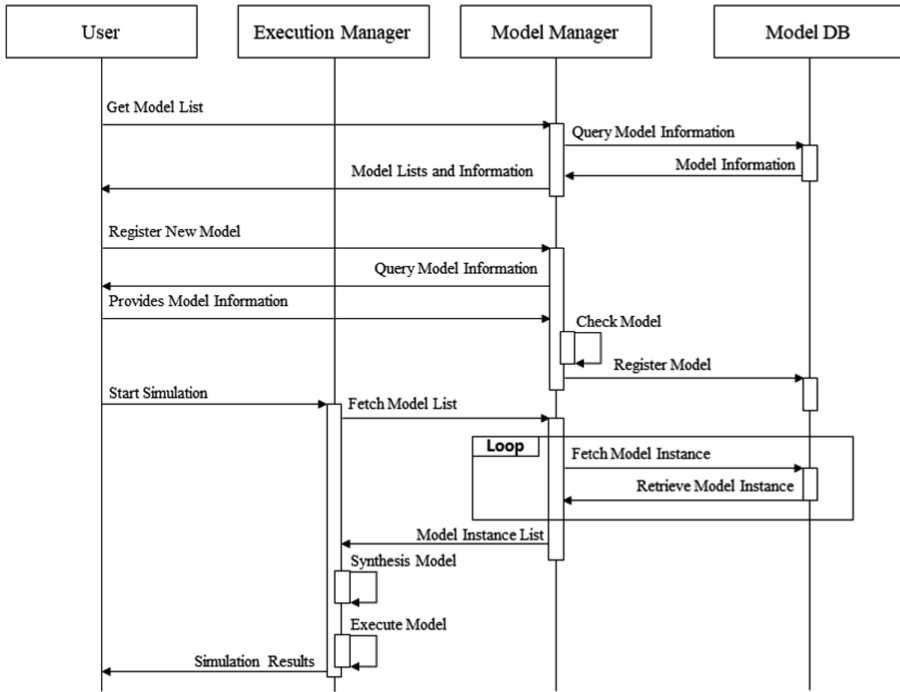 User
Execution Manager
Model Manager
Model DB
Get Model List
Query Model Information
Model Information
Model Lists and Information
Register New Model
Query Model Information
Provides Model Information
Check Model
Register Model
Start Simulation
Fetch Model List
Loop
Fetch Model Instance
Retrieve Model Instance
Model Instance List
Synthesis Model
Execute Model
Simulation Results